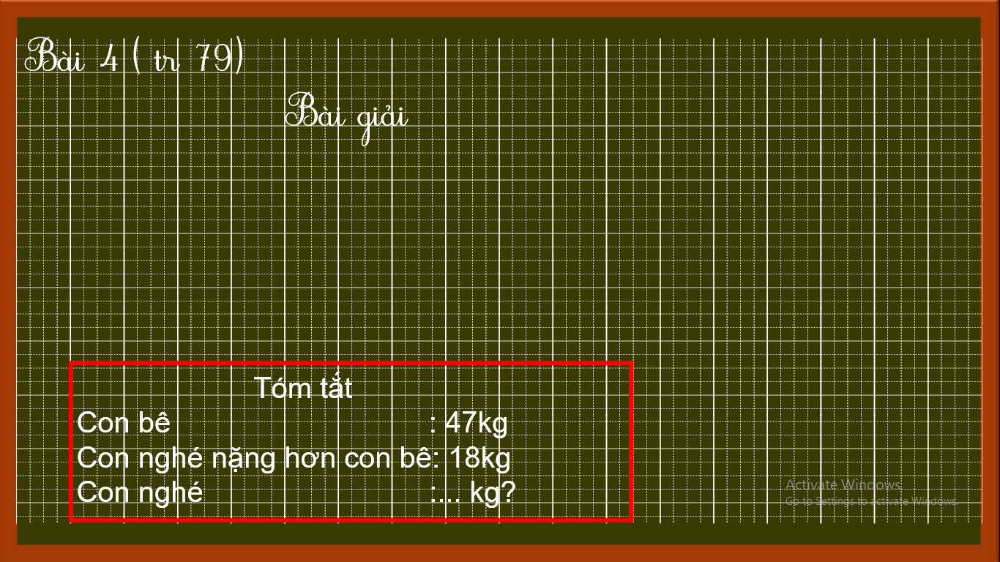 Bài 4 ( tr 79)
Bài giải
Tóm tắt
Con bê : 47kg
Con nghé nặng hơn con bê: 18kg
Con nghé :... kg?
Activate Windows
Go to Settings to activate Windows.